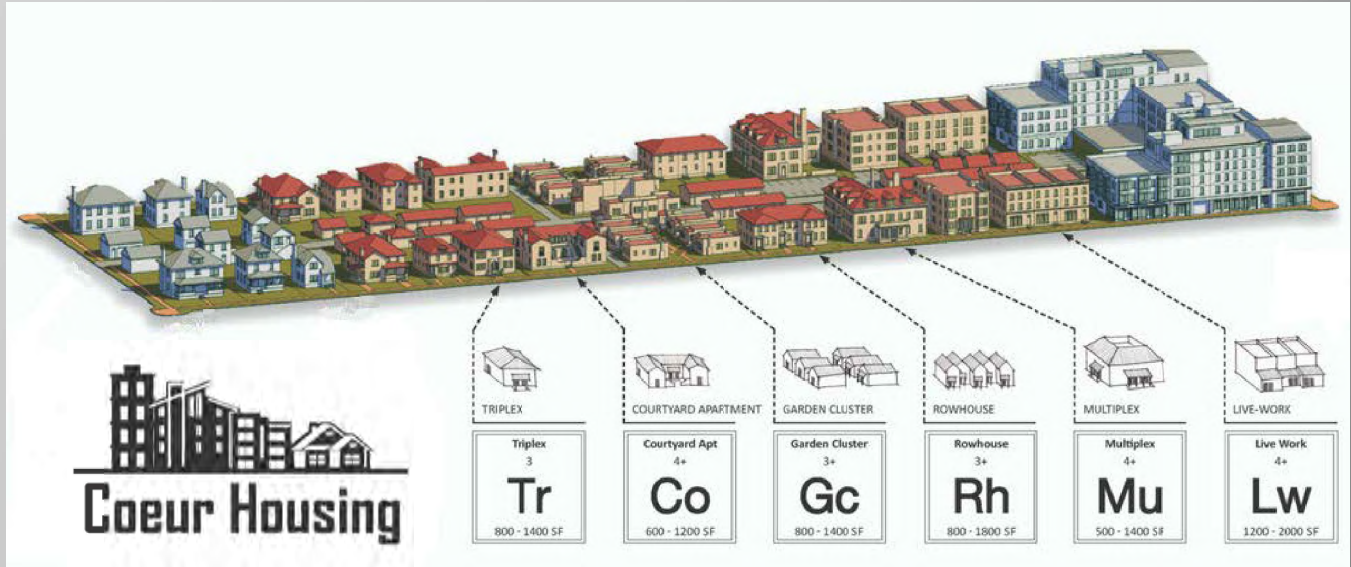 TRIPLEX
COURTYARD APARTMENT
GARDEN CLUSTER
ROWHOUSE
MULTIPLEX
LIVE-WORK
Triplex
3
Tr
800 - 1400 SF
Courtyard Apt
4+
Co
600 - 1200 SF
Garden Cluster
3+
Gc
800 - 1400 SF
Rowhouse
3+
Rh
800 - 1800 SF
Multiplex
4+
Mu
500 - 1400 SF
Live Work
4+
Lw
1200 - 2000 SF
Coeur Housing